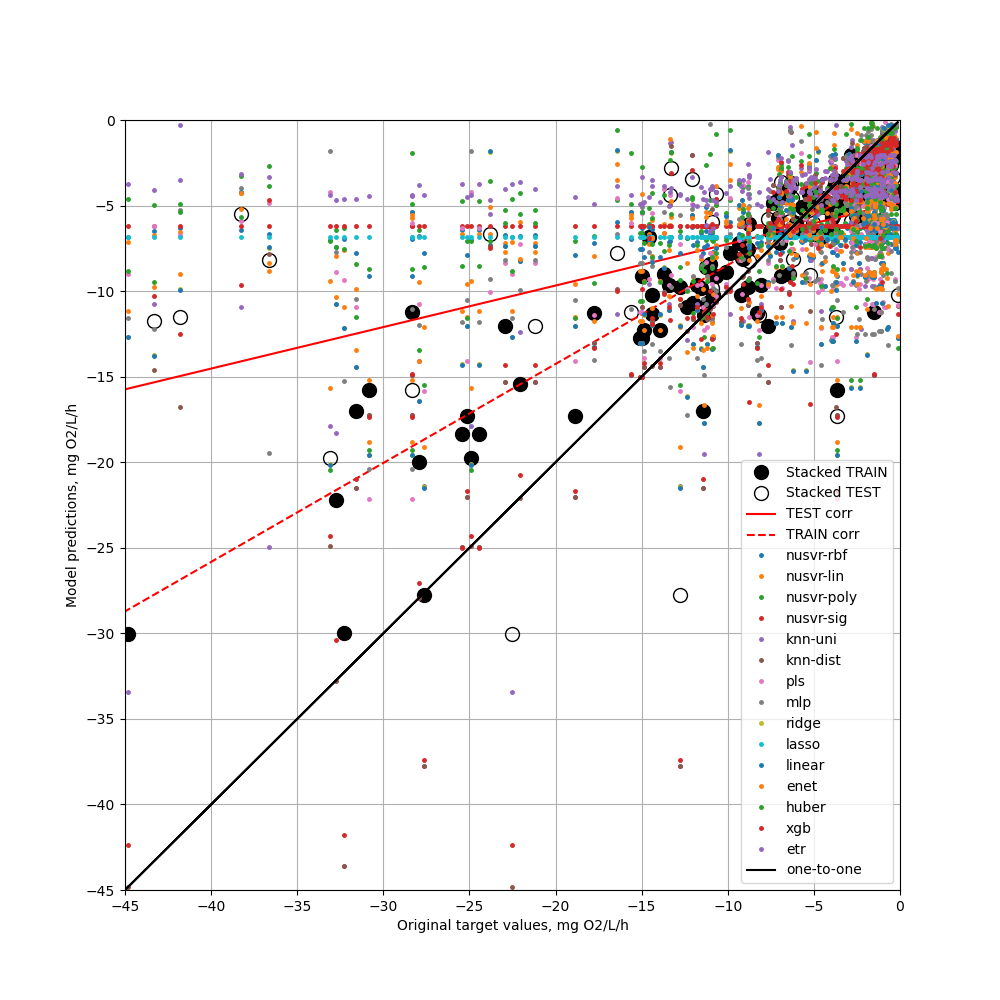 0
−5
−10
−15
−20
−25
−30
−35
−40
−45
Model predictions, mg O2/L/h
−45 −40 −35 −30 −25 −20 −15 −10 −5 0
Original target values, mg O2/L/h
Stacked TRAIN
Stacked TEST
TEST corr
TRAIN corr
nusvr-rbf
nusvr-lin
nusvr-poly
nusvr-sig
knn-uni
knn-dist
pls
mlp
ridge
lasso
linear
enet
huber
xgb
etr
one-to-one